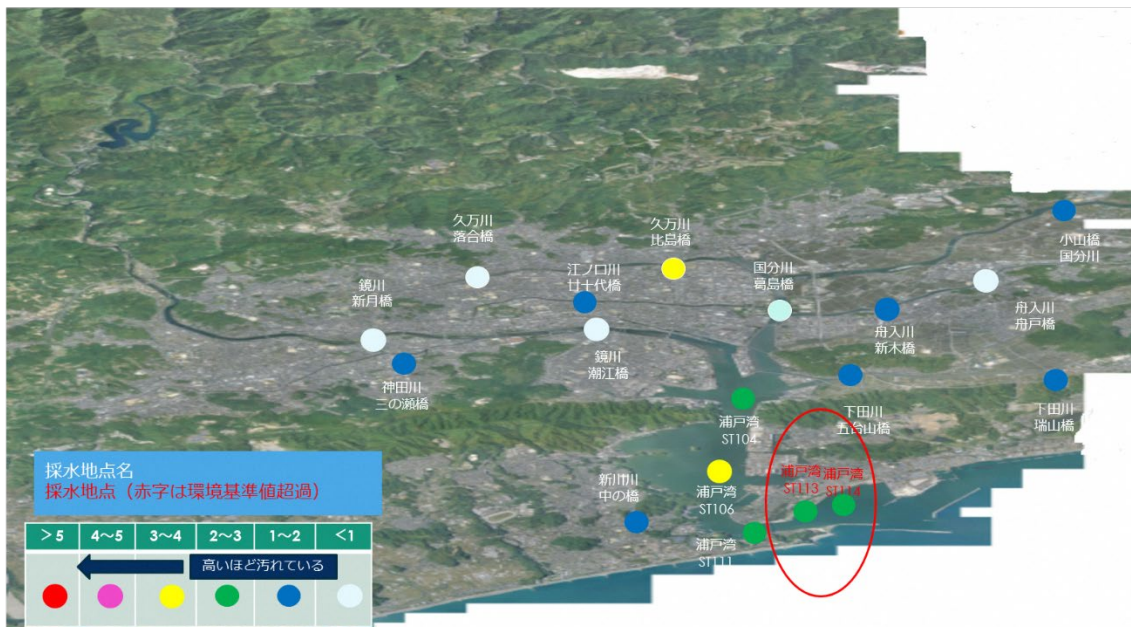 小山橋
国分川
久万川
落合橋
久万川
比島橋
江ノ口川
廿十代橋
国分川
葛島橋
鏡川
新月橋
舟入川
舟戸橋
舟入川
新木橋
鏡川
潮江橋
神田川
三の瀬橋
下田川
五台山橋
下田川
瑞山橋
浦戸湾
ST104
浦戸湾
ST113
浦戸湾
ST114
新川川
中の橋
浦戸湾
ST106
浦戸湾
ST111
採水地点名
採水地点(赤字は環境基準値超過)
>5 4~5 3~4 2~3 1~2 <1
高いほど汚れている